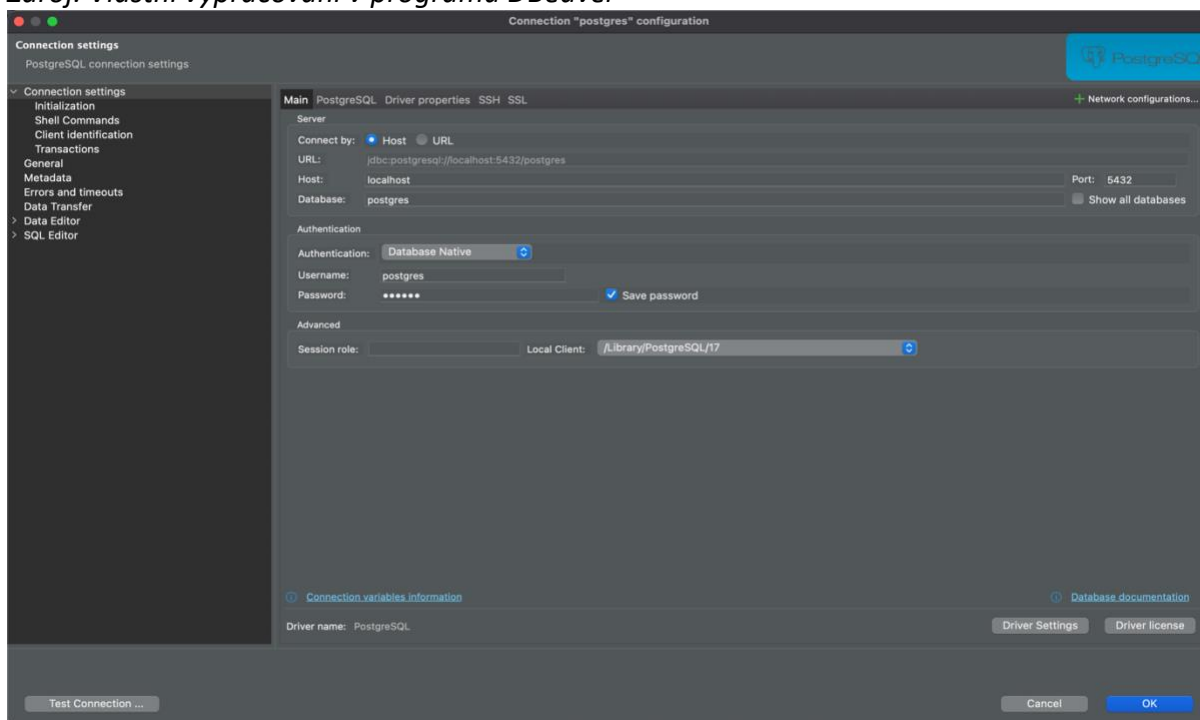 Zdroj: Vlastní vypracování v programu DBeaver
Connection "postgres" configuration
Connection settings
PostgreSQL connection settings
PostgreSQ
Connection settings
Initialization
Shell Commands
Client identification
Transactions
General
Metadata
Errors and timeouts
Data Transfer
Data Editor
SQL Editor
Main PostgreSQL Driver properties SSH SSL
Network configurations...
Server
Connect by: Host URL
URL: jdbc:postgresql://localhost:5432/postgres
Host: localhost Port: 5432
Database: postgres Show all databases
Authentication
Authentication: Database Native
Username: postgres
Password: •••••• Save password
Advanced
Session role: Local Client: /Library/PostgreSQL/17
Connection variables information Database documentation
Driver name: PostgreSQL Driver Settings Driver license
Test Connection ... Cancel OK